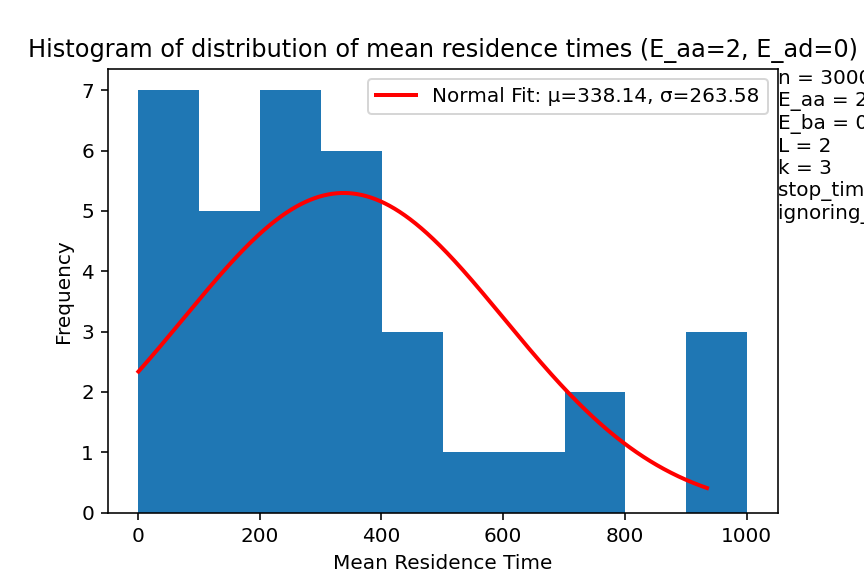 Histogram of distribution of mean residence times (E_aa=2, E_ad=0)
Normal Fit: μ=338.14, σ=263.58
n = 3000
E_aa = 2
E_ba = 0
L = 2
k = 3
stop_tim
ignoring_
Frequency
7
6
5
4
3
2
1
0
0 200 400 600 800 1000
Mean Residence Time